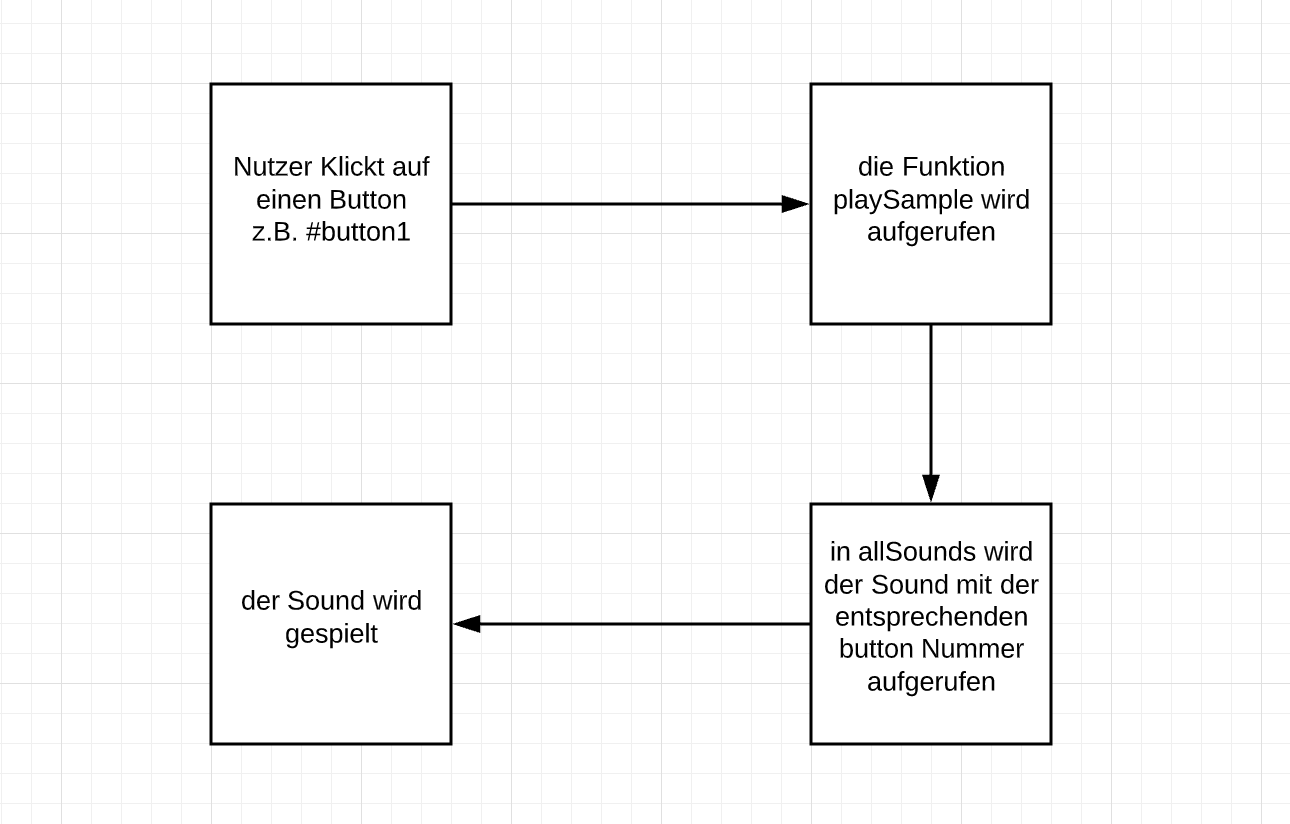 Nutzer Klickt auf
einen Button
z.B. #button1
die Funktion
playSample wird
aufgerufen
in allSounds wird
der Sound mit der
entsprechenden
button Nummer
aufgerufen
der Sound wird
gespielt